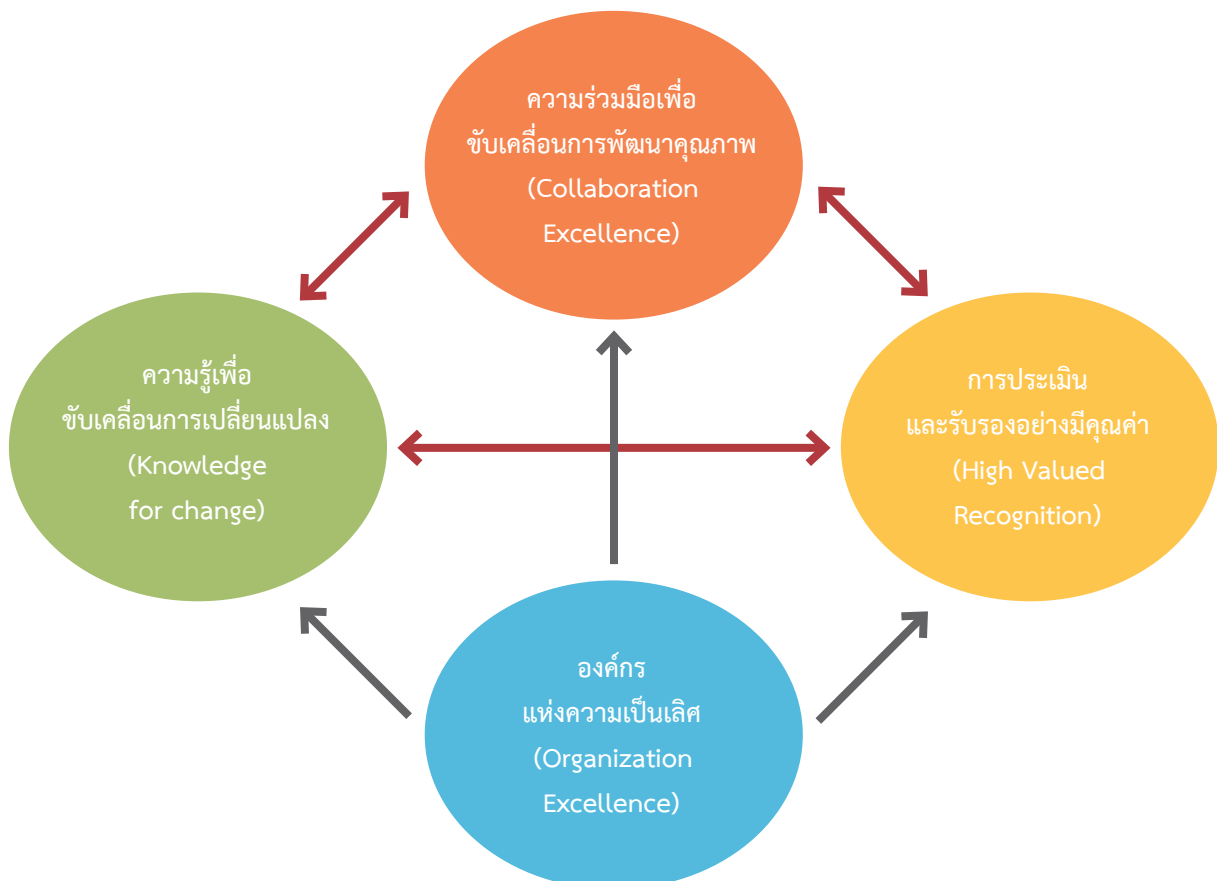 ความร่วมมือเพื่อ
ขับเคลื่อนการพัฒนาคุณภาพ
(Collaboration
Excellence)
ความรู้เพื่อ
ขับเคลื่อนการเปลี่ยนแปลง
(Knowledge
for change)
การประเมิน
และรับรองอย่างมีคุณค่า
(High Valued
Recognition)
องค์กร
แห่งความเป็นเลิศ
(Organization
Excellence)